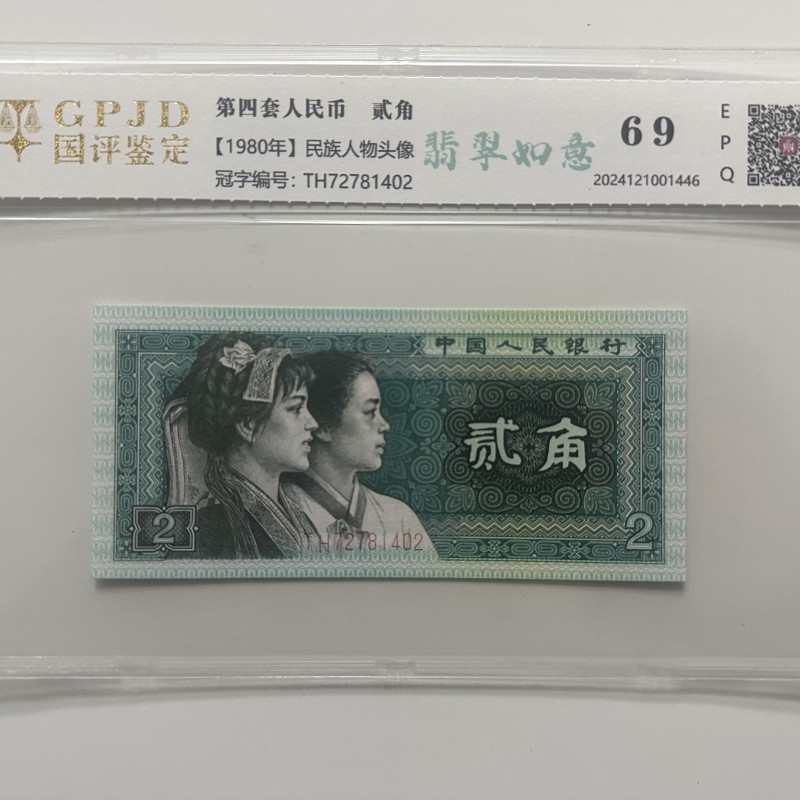 GPJD
国评鉴定
第四套人民币 贰角
【1980年】民族人物头像
冠字编号：TH72781402
翡翠如意
69
2024121001446
E
P
Q
中国人民银行
贰角
2
TH72781402
2